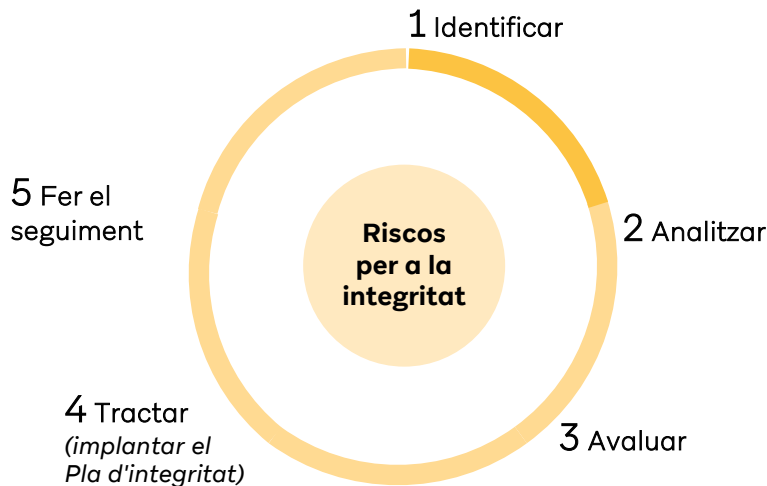 1 Identificar
2 Analitzar
3 Avaluar
4 Tractar
(implantar el
Pla d'integritat)
5 Fer el
seguiment
Riscos
per a la
integritat